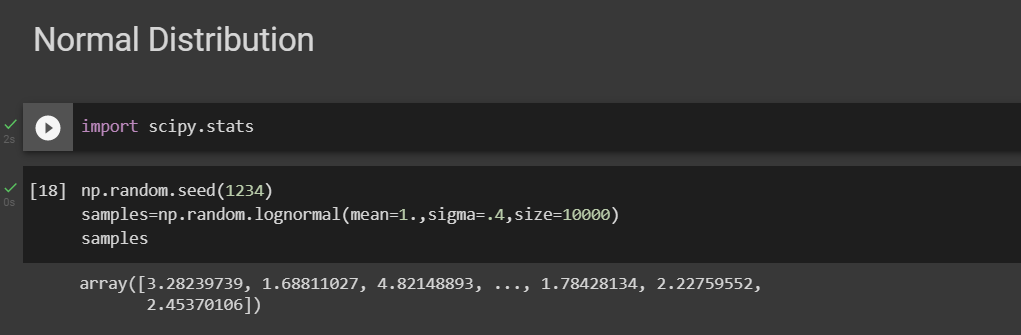 Normal Distribution
2s
import scipy.stats
0s
[18] np.random.seed(1234)
samples=np.random.lognormal(mean=1.,sigma=.4,size=10000)
samples
array([3.28239739, 1.68811027, 4.82148893, ..., 1.78428134, 2.22759552,
2.45370106])